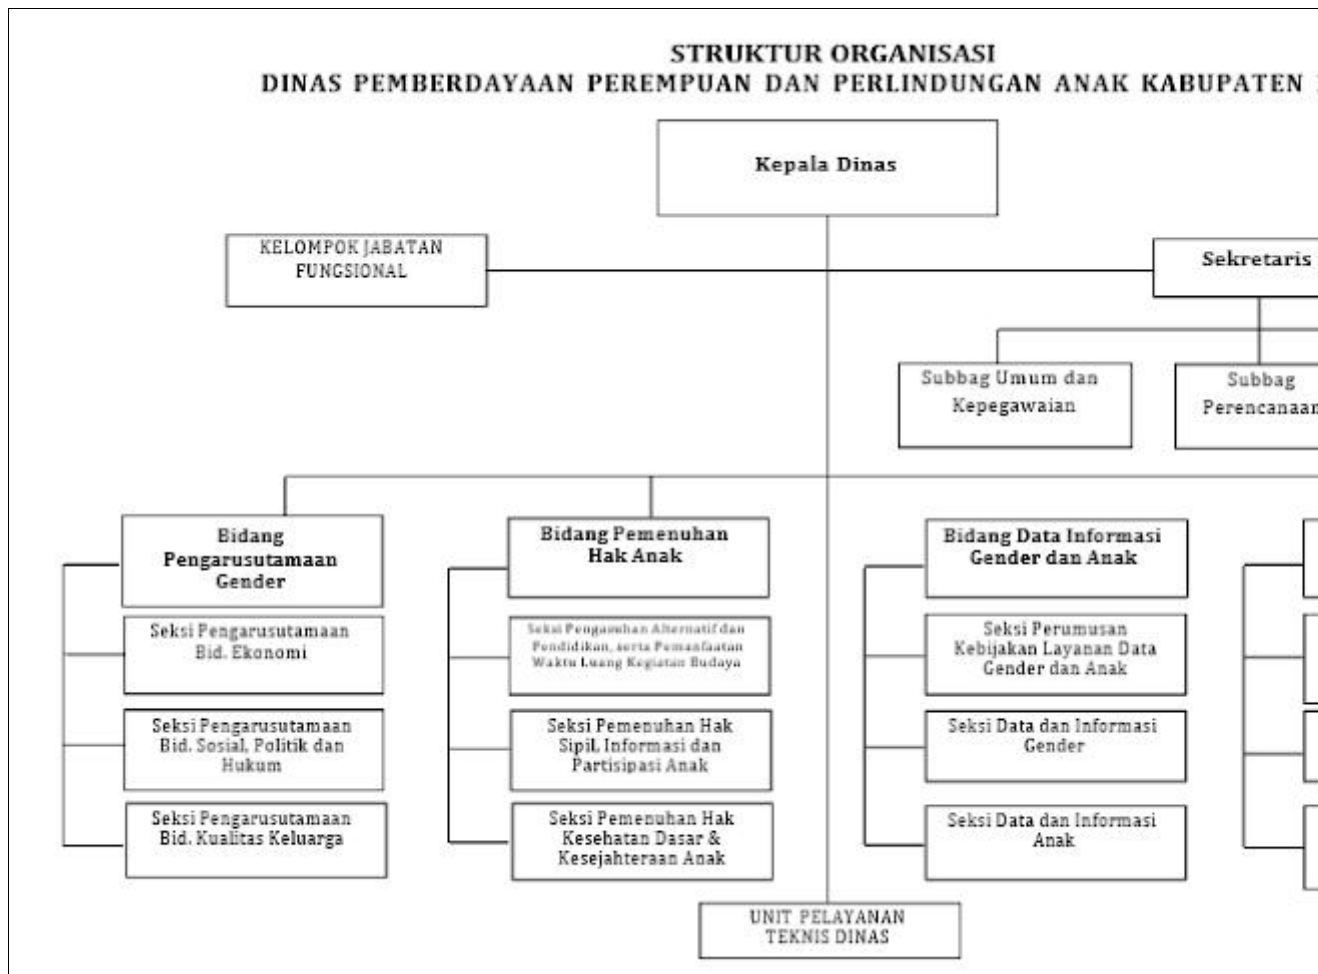 STRUKTUR ORGANISASI
DINAS PEMBERDAYAAN PEREMPUAN DAN PERLINDUNGAN ANAK KABUPATEN
Kepala Dinas
KELOMPOK JABATAN
FUNGSIONAL
Sekretaris
Subbag Umum dan
Kepegawaian
Subbag
Perencanaan
Bidang
Pengarusutamaan
Gender
Seksi Pengarusutamaan
Bid. Ekonomi
Seksi Pengarusutamaan
Bid. Sosial, Politik dan
Hukum
Seksi Pengarusutamaan
Bid. Kualitas Keluarga
Bidang Pemenuhan
Hak Anak
Seksi Pengasuhan Alternatif dan
Pendidikan, serta Pemanfaatan
Waktu Luang Kegiatan Budaya
Seksi Pemenuhan Hak
Sipil, Informasi dan
Partisipasi Anak
Seksi Pemenuhan Hak
Kesehatan Dasar &
Kesejahteraan Anak
Bidang Data Informasi
Gender dan Anak
Seksi Perumusan
Kebijakan Layanan Data
Gender dan Anak
Seksi Data dan Informasi
Gender
Seksi Data dan Informasi
Anak
UNIT PELAYANAN
TEKNIS DINAS